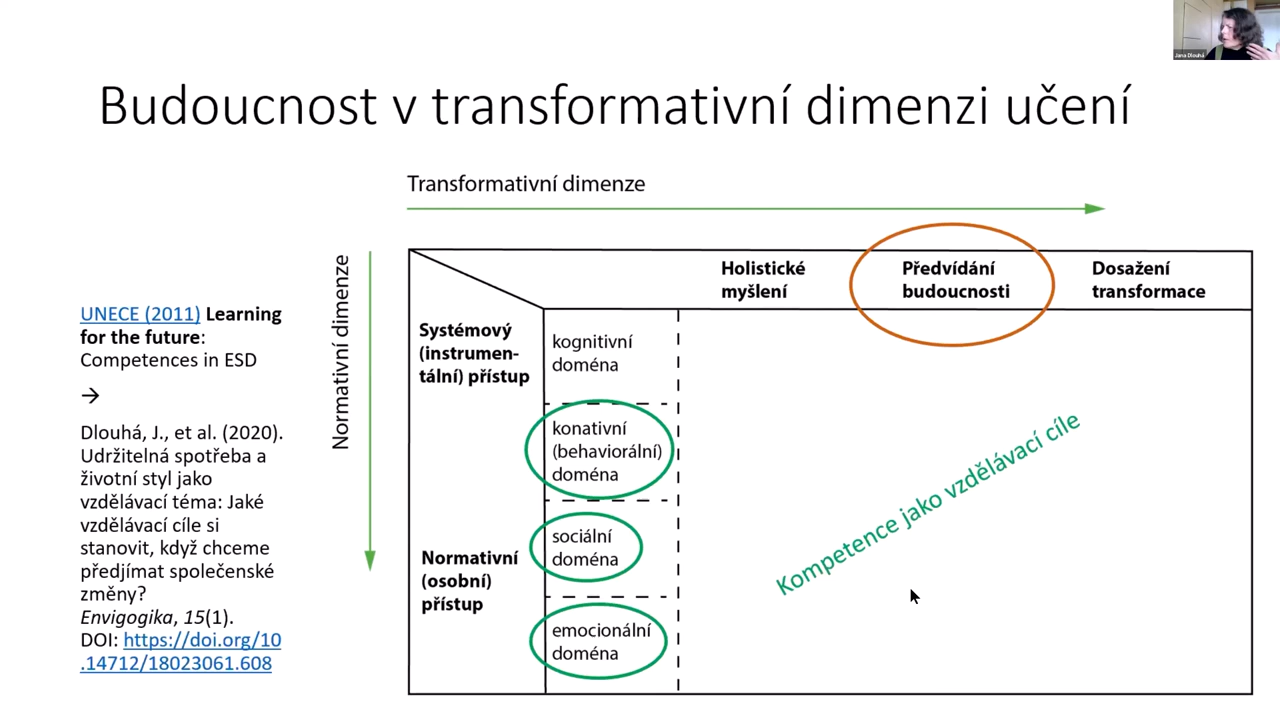 Jana Dlouhá
Budoucnost v transformativní dimenzi učení
Transformativní dimenze
Normativní dimenze
UNECE (2011) Learning
for the future:
Competences in ESD
→
Dlouhá, J., et al. (2020).
Udržitelná spotřeba a
životní styl jako
vzdělávací téma: Jaké
vzdělávací cíle si
stanovit, když chceme
předjímat společenské
změny?
Envigogika, 15(1).
DOI: https://doi.org/10
.14712/18023061.608
Holistické
myšlení
Předvídání
budoucnosti
Dosažení
transformace
Systémový
(instrumen-
tální) přístup
kognitivní
doména
konativní
(behaviorální)
doména
Normativní
(osobní)
přístup
sociální
doména
emocionální
doména
Kompetence jako vzdělávací cíle